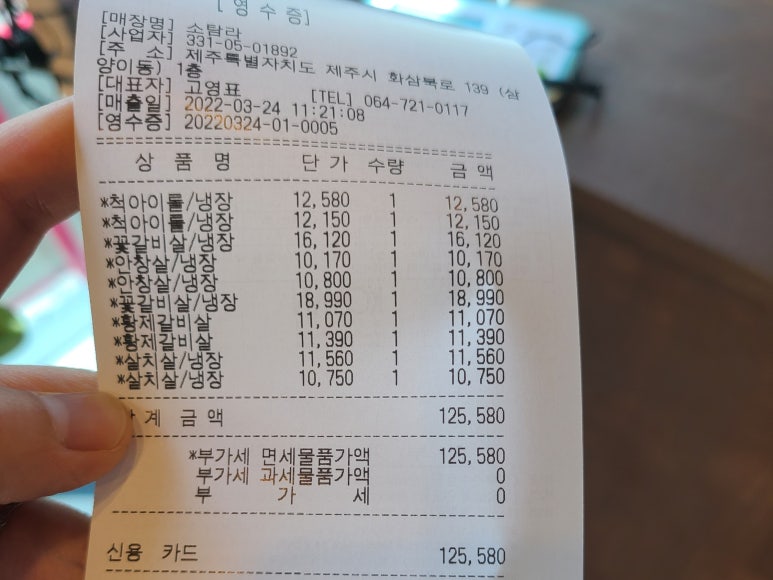 [영 수 증]
[매장명] 소탐락
[사업자] 331-05-01892
[주 소] 제주특별자치도 제주시 화삼북로 139 (삼
양이동) 1층
[대표자] 고영표 [TEL] 064-721-0117
[매출일] 2022-03-24 11:21:08
[영수증] 20220324-01-0005
상 품 명 단 가 수량 금 액
*척아이롤/냉장 12,580 1 12,580
*척아이롤/냉장 12,150 1 12,150
*꽃갈비살/냉장 16,120 1 16,120
*안창살/냉장 10,170 1 10,170
*안창살/냉장 10,800 1 10,800
*꽃갈비살/냉장 18,990 1 18,990
*황제갈비살 11,070 1 11,070
*황제갈비살 11,390 1 11,390
*살치살/냉장 11,560 1 11,560
*살치살/냉장 10,750 1 10,750
계 금 액 125,580
*부가세 면세물품가액 125,580
부가세 과세물품가액 0
부 가 세 0
신용 카드 125,580